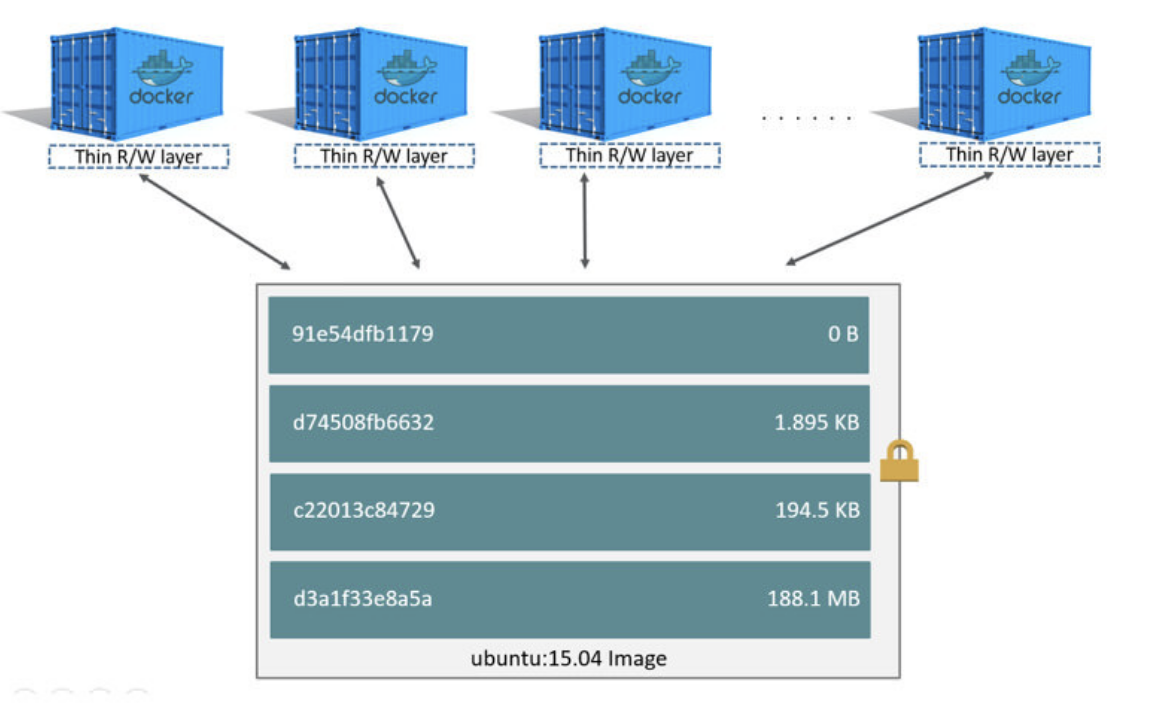 docker
docker
docker
docker
Thin R/W layer
Thin R/W layer
Thin R/W layer
. . . . . .
Thin R/W layer
91e54dfb1179 0 B
d74508fb6632 1.895 KB
c22013c84729 194.5 KB
d3a1f33e8a5a 188.1 MB
ubuntu:15.04 Image